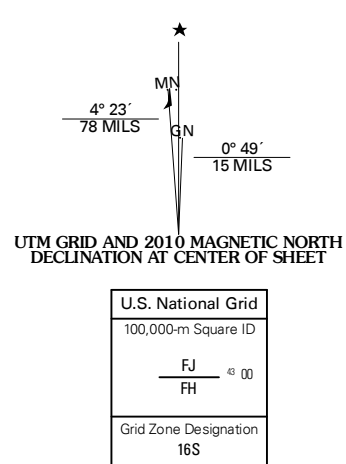 ★
MN
4° 23´
78 MILS
GN
0° 49´
15 MILS
UTM GRID AND 2010 MAGNETIC NORTH
DECLINATION AT CENTER OF SHEET
U.S. National Grid
100,000-m Square ID
FJ
43 00
FH
Grid Zone Designation
16S